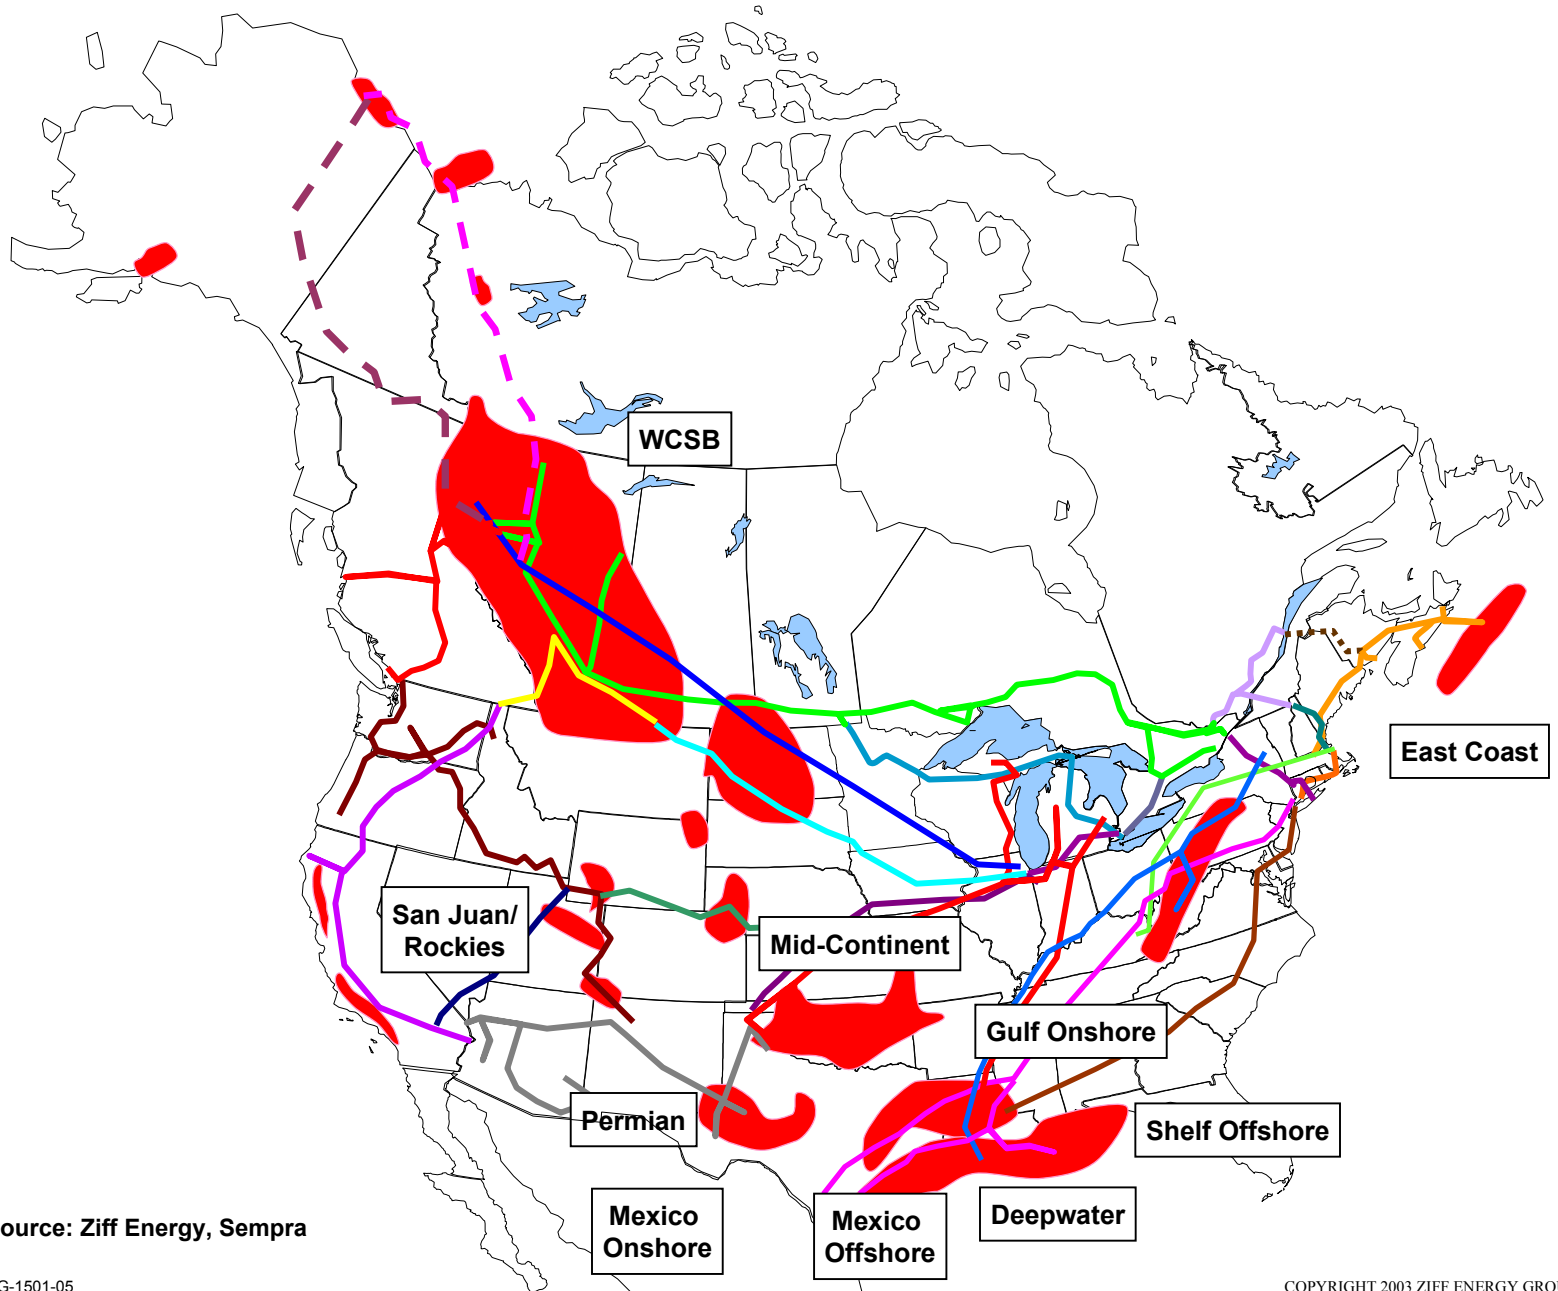 WCSB
East Coast
San Juan/
Rockies
Mid-Continent
Gulf Onshore
Permian
Shelf Offshore
Mexico
Onshore
Mexico
Offshore
Deepwater
ource: Ziff Energy, Sempra
G-1501-05
COPYRIGHT 2003 ZIFF ENERGY GRO